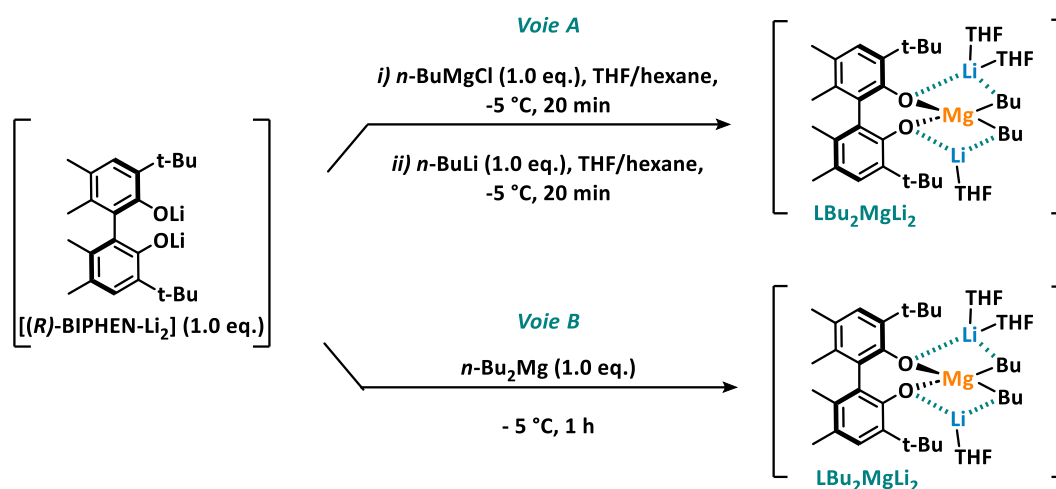 Voie A
i) n-BuMgCl (1.0 eq.), THF/hexane,
-5 °C, 20 min
ii) n-BuLi (1.0 eq.), THF/hexane,
-5 °C, 20 min
t-Bu
OLi
OLi
t-Bu
[(R)-BIPHEN-Li₂] (1.0 eq.)
t-Bu
THF
THF
Li
O
Mg
Bu
O
Bu
Li
t-Bu
THF
LBu₂MgLi₂
Voie B
n-Bu₂Mg (1.0 eq.)
- 5 °C, 1 h
t-Bu
THF
THF
Li
O
Mg
Bu
O
Bu
Li
t-Bu
THF
LBu₂MgLi₂